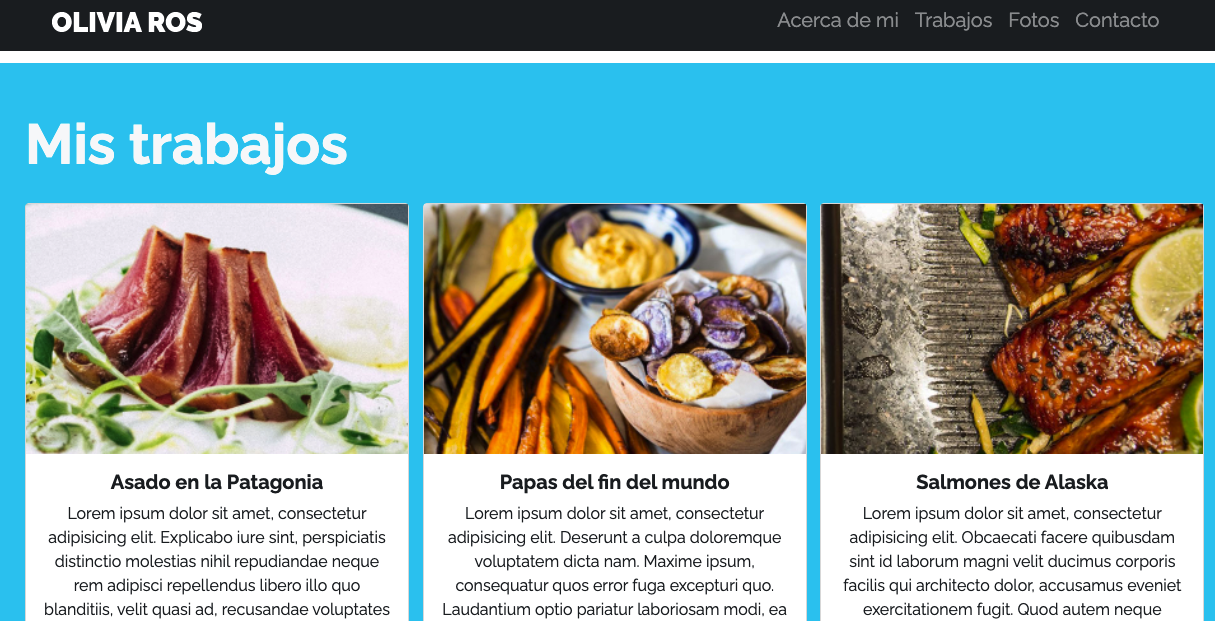 OLIVIA ROS
Acerca de mi Trabajos Fotos Contacto
Mis trabajos
Asado en la Patagonia
Lorem ipsum dolor sit amet, consectetur
adipisicing elit. Explicabo iure sint, perspiciatis
distinctio molestias nihil repudiandae neque
rem adipisci repellendus libero illo quo
blanditiis, velit quasi ad, recusandae voluptates
Papas del fin del mundo
Lorem ipsum dolor sit amet, consectetur
adipisicing elit. Deserunt a culpa doloremque
voluptatem dicta nam. Maxime ipsum,
consequatur quos error fuga excepturi quo.
Laudantium optio pariatur laboriosam modi, ea
Salmones de Alaska
Lorem ipsum dolor sit amet, consectetur
adipisicing elit. Obcaecati facere quibusdam
sint id laborum magni velit ducimus corporis
facilis qui architecto dolor, accusamus eveniet
exercitationem fugit. Quod autem neque